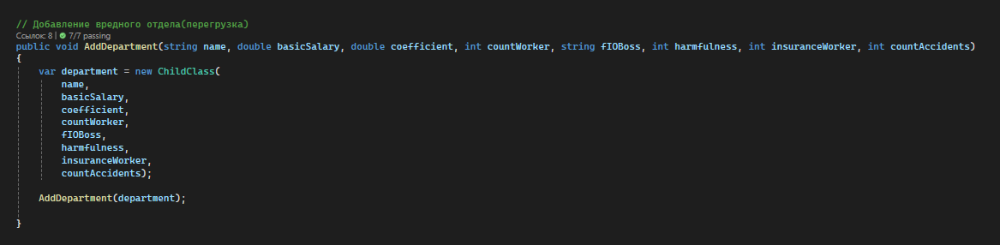 // Добавление вредного отдела(перегрузка)
Ссылок: 8 | 7/7 passing
public void AddDepartment(string name, double basicSalary, double coefficient, int countWorker, string fIOBoss, int harmfulness, int insuranceWorker, int countAccidents)
{
var department = new ChildClass(
name,
basicSalary,
coefficient,
countWorker,
fIOBoss,
harmfulness,
insuranceWorker,
countAccidents);
AddDepartment(department);
}